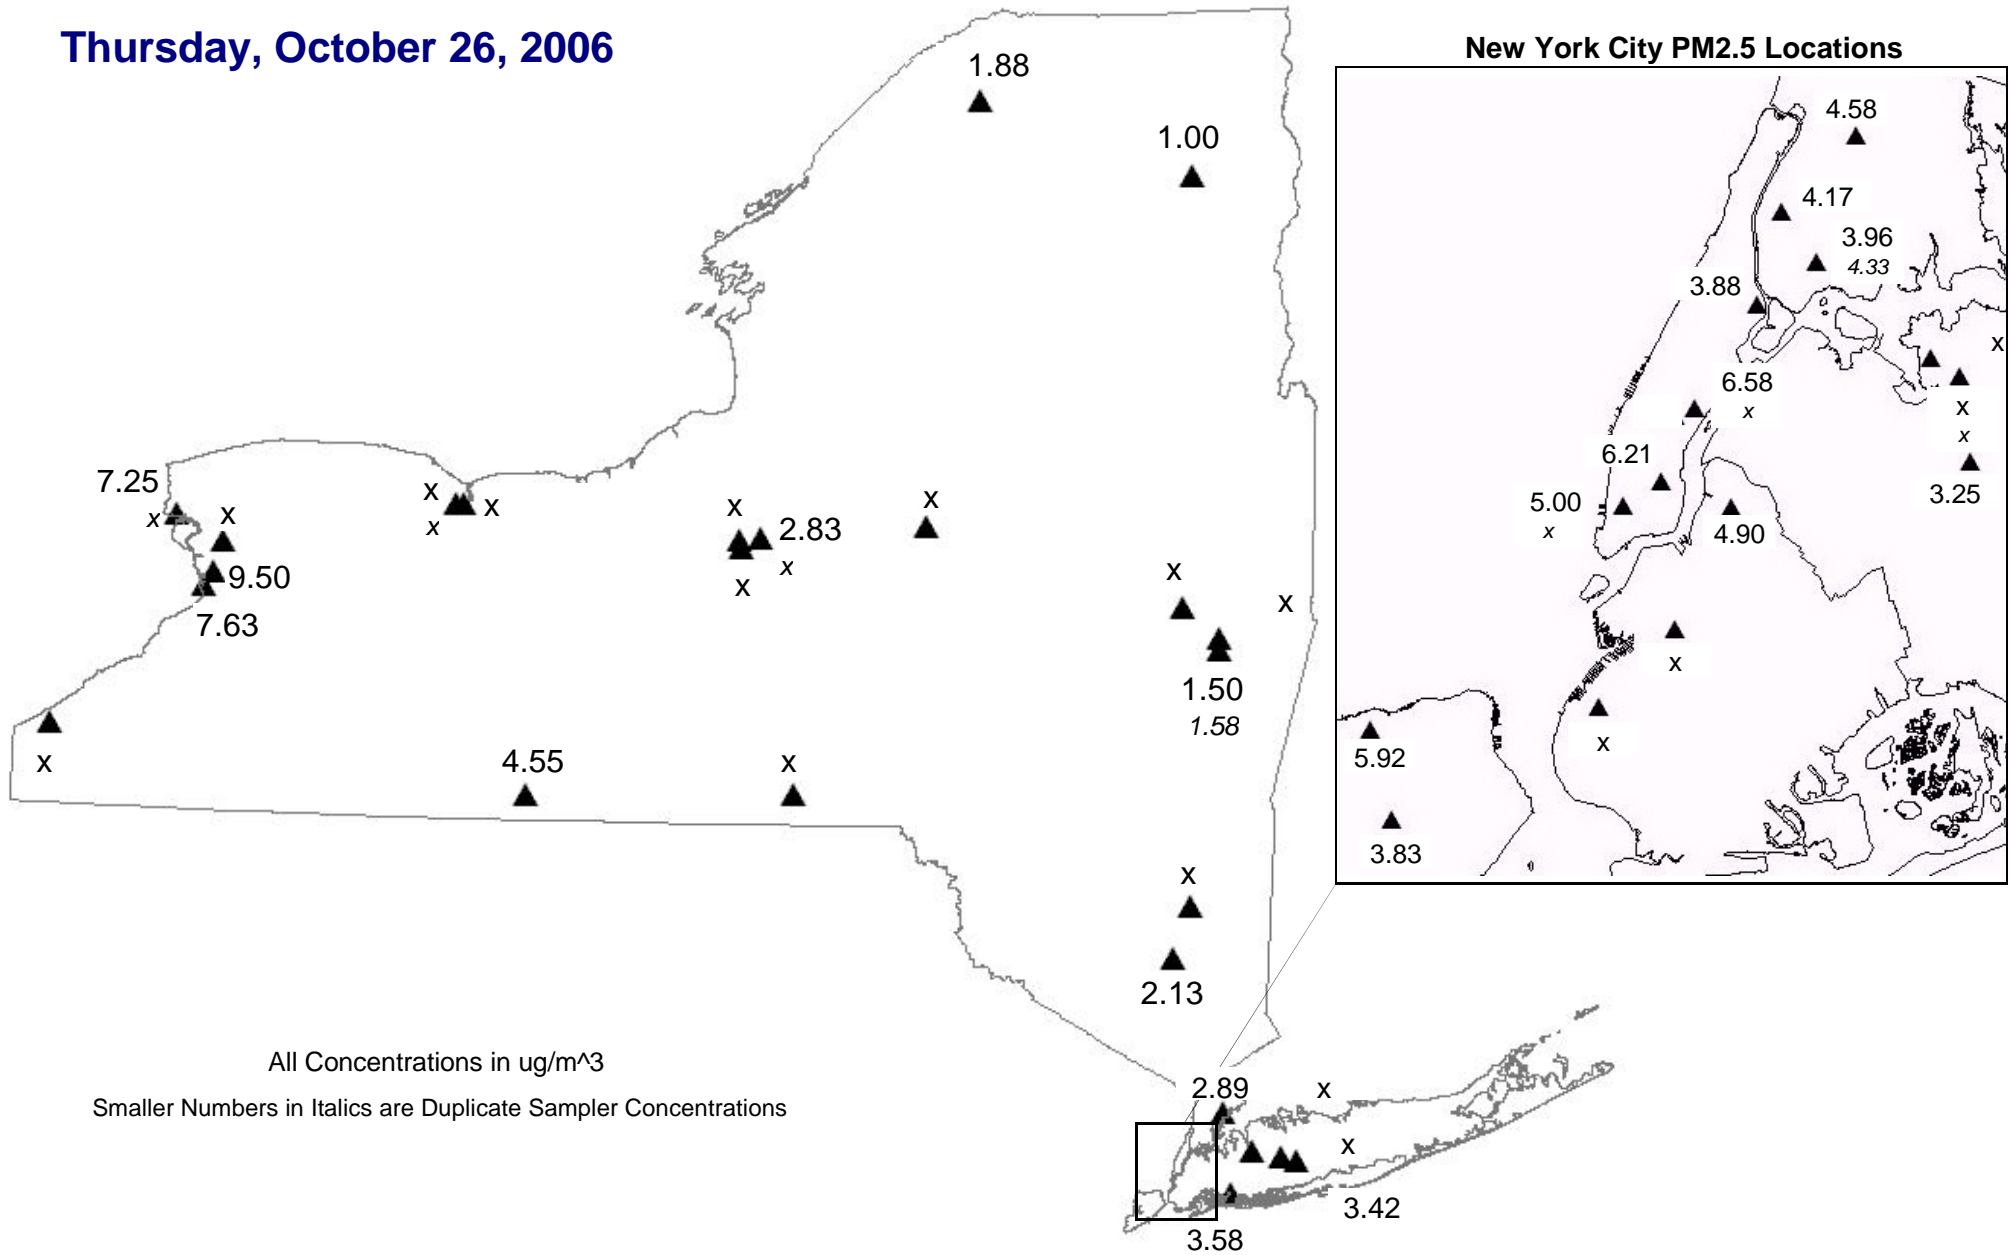 Thursday, October 26, 2006
New York City PM2.5 Locations
1.88
1.00
7.25
x
x
9.50
7.63
x
x
x
x
2.83
x
x
x
x
x
1.50
1.58
x
4.55
x
x
2.13
All Concentrations in ug/m^3
Smaller Numbers in Italics are Duplicate Sampler Concentrations
2.89
x
x
3.42
3.58
4.58
4.17
3.96
4.33
3.88
x
6.58
x
x
x
6.21
3.25
5.00
x
4.90
x
x
5.92
3.83